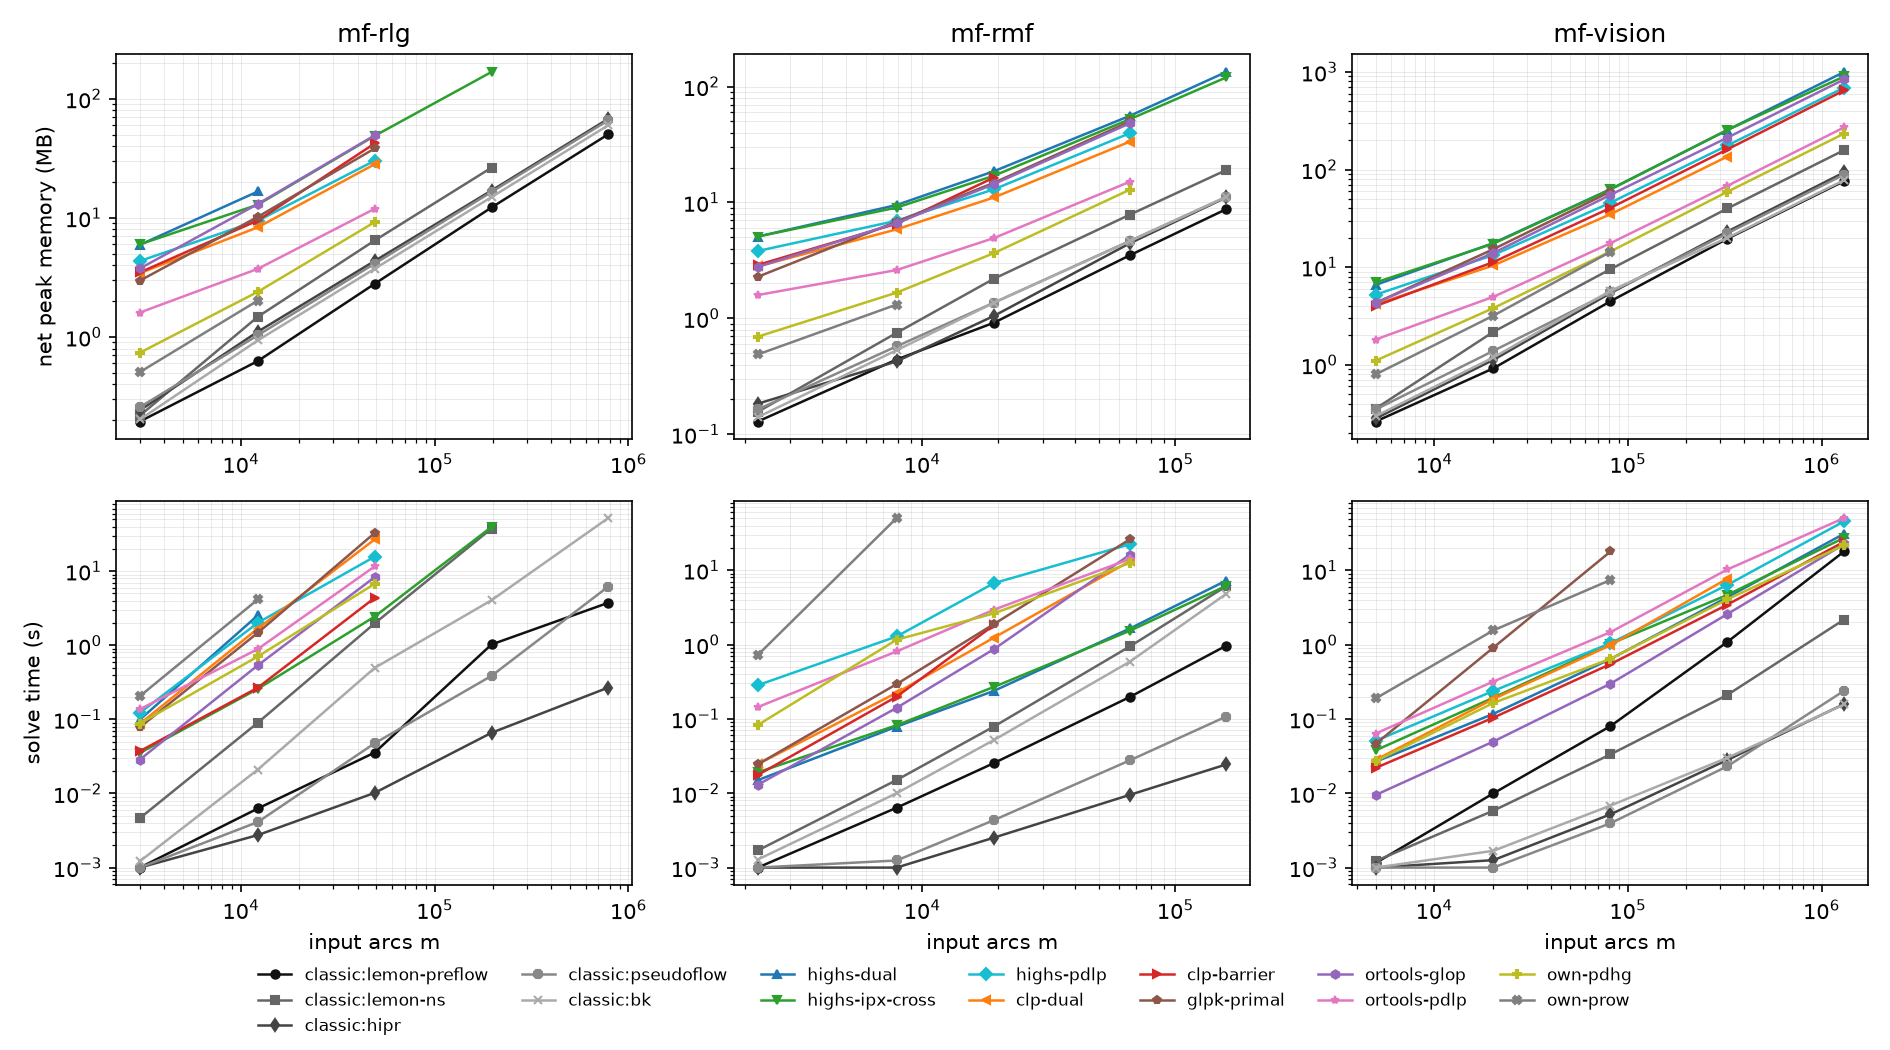 mf-rlg
mf-rmf
mf-vision
net peak memory (MB)
10²
10¹
10⁰
10⁴ 10⁵ 10⁶
10²
10¹
10⁰
10⁻¹
10⁴ 10⁵
10³
10²
10¹
10⁰
10⁴ 10⁵ 10⁶
solve time (s)
10¹
10⁰
10⁻¹
10⁻²
10⁻³
10⁴ 10⁵ 10⁶
input arcs m
10¹
10⁰
10⁻¹
10⁻²
10⁻³
10⁴ 10⁵
input arcs m
10¹
10⁰
10⁻¹
10⁻²
10⁻³
10⁴ 10⁵ 10⁶
input arcs m
classic:lemon-preflow
classic:lemon-ns
classic:hipr
classic:pseudoflow
classic:bk
highs-dual
highs-ipx-cross
highs-pdlp
clp-dual
clp-barrier
glpk-primal
ortools-glop
ortools-pdlp
own-pdhg
own-prow